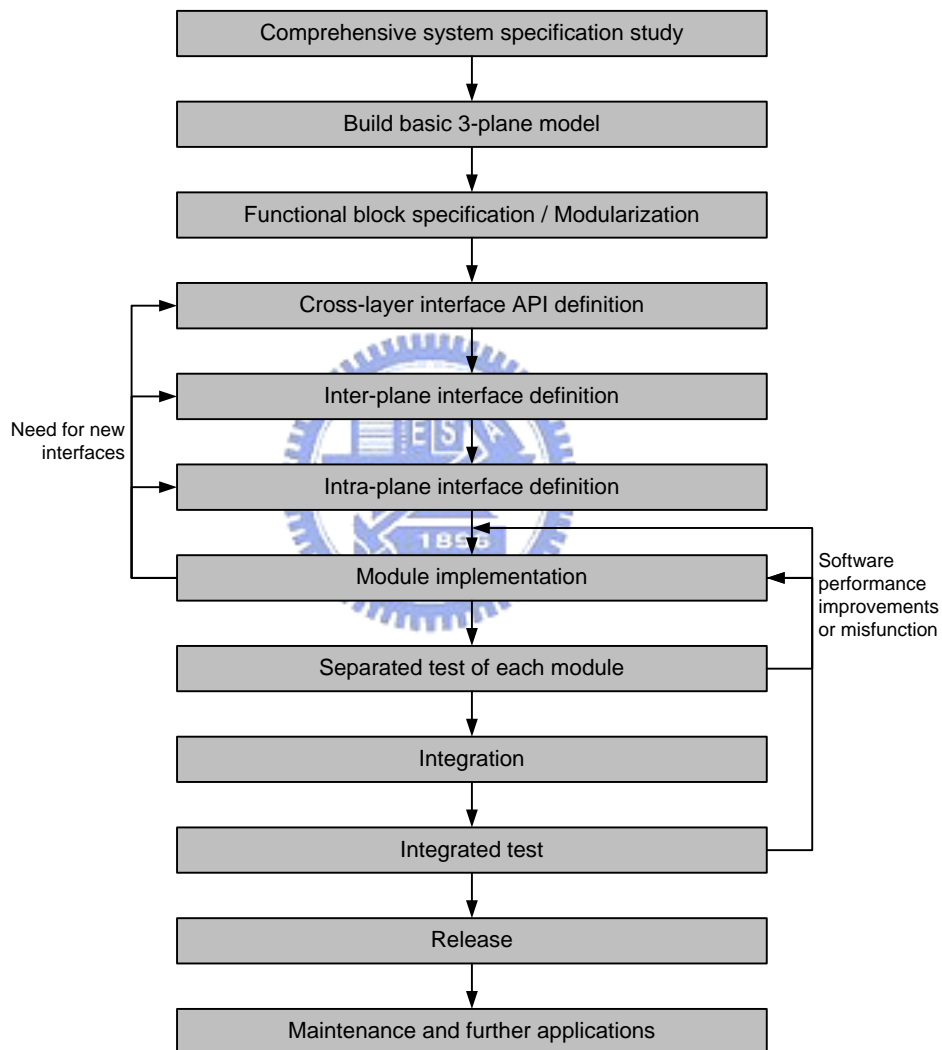 Comprehensive system specification study
Build basic 3-plane model
Functional block specification / Modularization
Cross-layer interface API definition
Inter-plane interface definition
Need for new
interfaces
E S A
Intra-plane interface definition
1896
Module implementation
Software
performance
improvements
or misfunction
Separated test of each module
Integration
Integrated test
Release
Maintenance and further applications